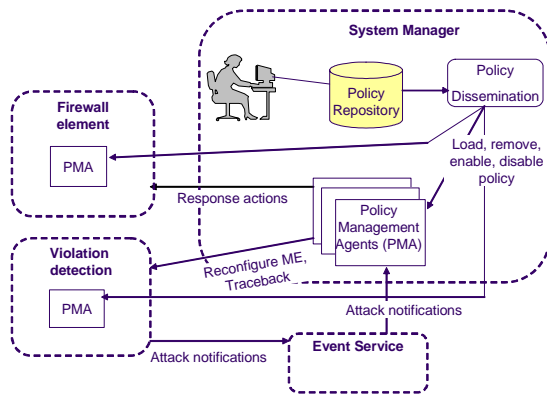 System Manager
Policy
Repository
Policy
Dissemination
Firewall
element
PMA
Load, remove,
enable, disable
policy
Response actions
Policy
Management
Agents (PMA)
Violation
detection
Reconfigure ME,
Traceback
PMA
Attack notifications
Attack notifications
Event Service